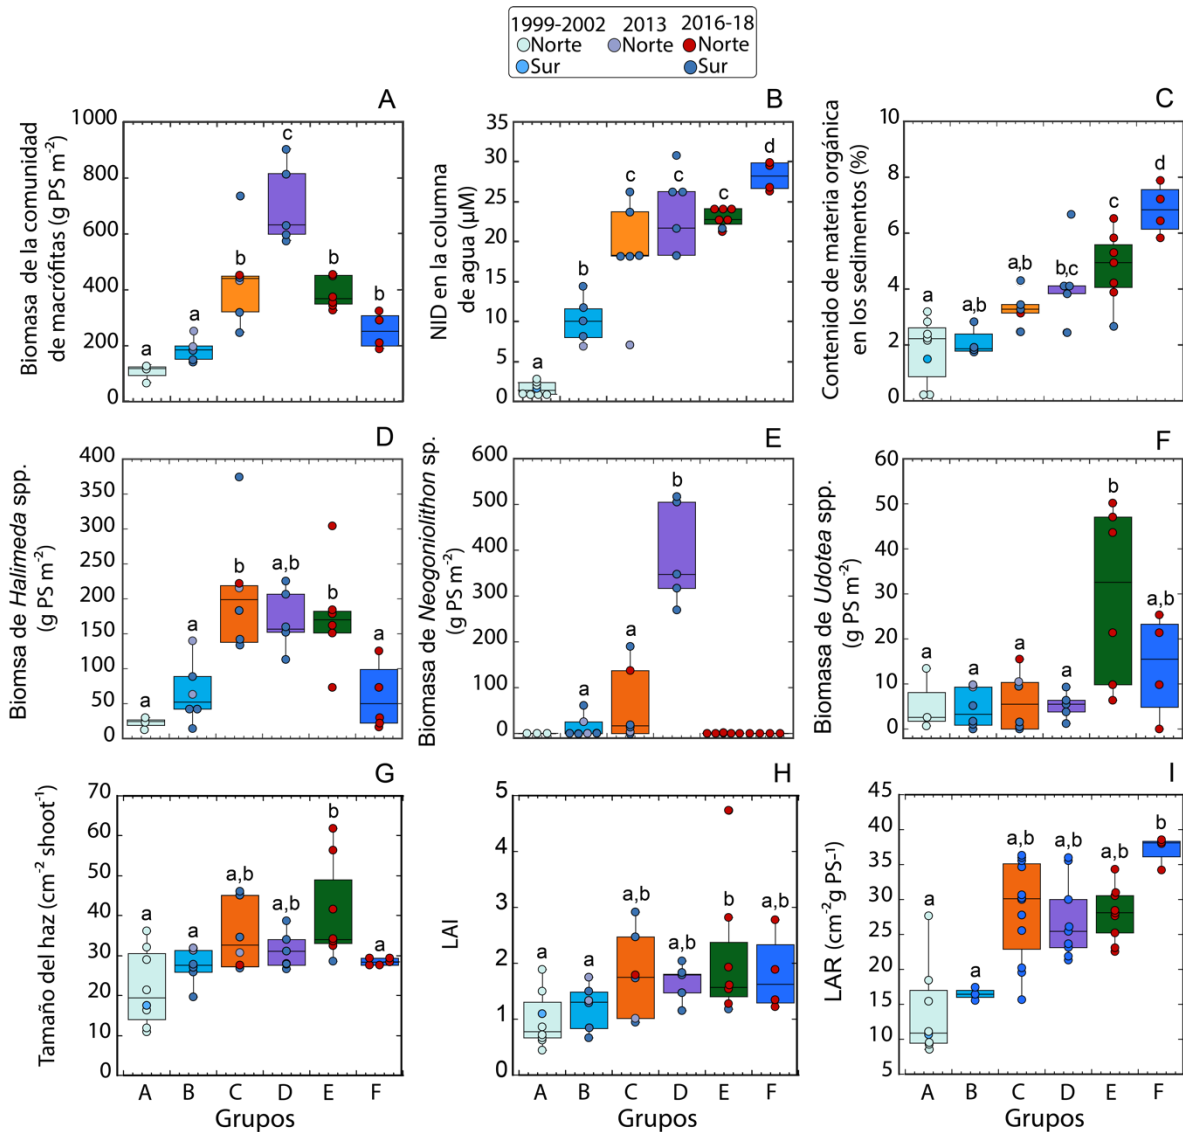 1999-2002 2013 2016-18
Norte Norte Norte
Sur Sur
A
Biomasa de la comunidad
de macrófitas (g PS m⁻²)
1000
800
600
400
200
0
a
a
b
c
b
b
B
NID en la columna
de agua (µM)
35
30
25
20
15
10
5
0
a
b
c
c
c
d
C
Contenido de materia orgánica
en los sedimentos (%)
10
8
6
4
2
0
a
a,b
a,b
b,c
c
d
D
Biomsa de Halimeda spp.
(g PS m⁻²)
400
350
300
250
200
150
100
50
0
a
a
b
a,b
b
a
E
Biomasa de Neogoniolithon sp.
(g PS m⁻²)
600
500
400
300
200
100
0
a
a
b
F
Biomasa de Udotea spp.
(g PS m⁻²)
60
50
40
30
20
10
0
a
a
a
a
b
a,b
G
Tamaño del haz (cm⁻² shoot⁻¹)
70
60
50
40
30
20
10
0
a
a
a,b
a,b
b
a
A B C D E F
Grupos
H
LAI
5
4
3
2
1
0
a
a
a,b
a,b
b
a,b
A B C D E F
Grupos
I
LAR (cm⁻²g PS⁻¹)
45
40
35
30
25
20
15
10
5
a
a
a,b
a,b
a,b
b
A B C D E F
Grupos